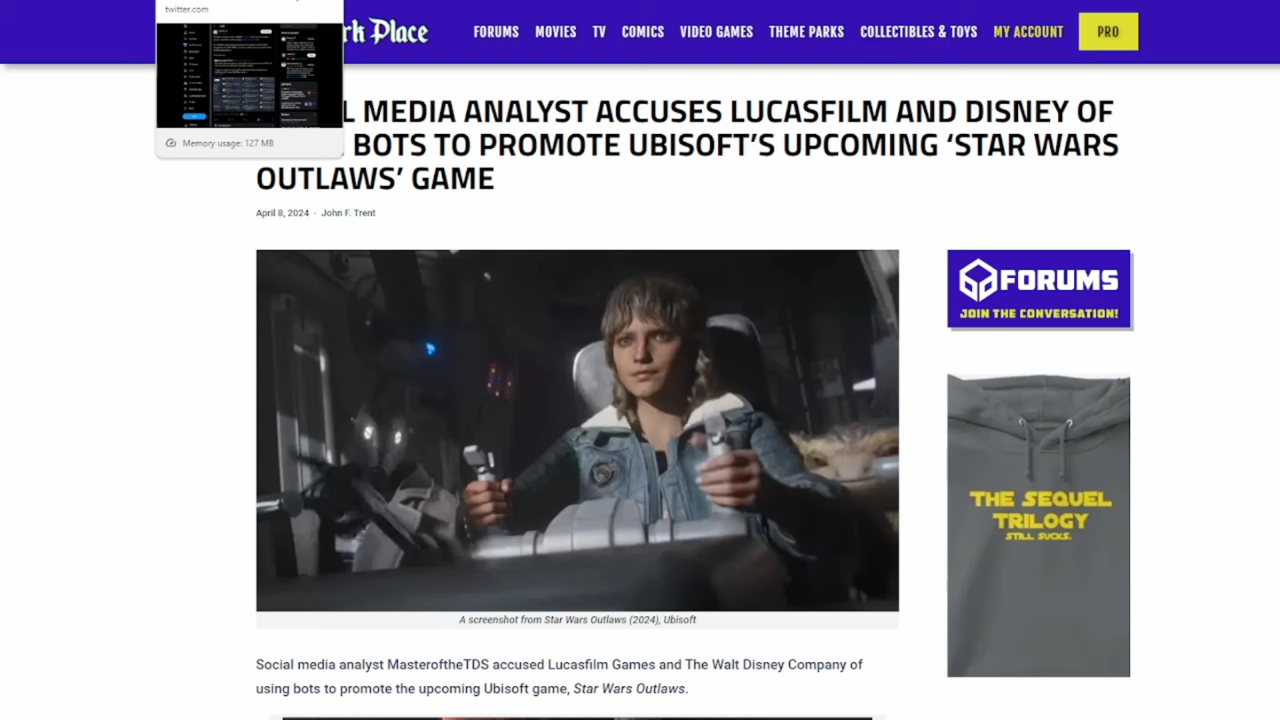 twitter.com
rk Place
FORUMS MOVIES TV COMICS VIDEO GAMES THEME PARKS COLLECTIBLES & TOYS MY ACCOUNT PRO
Memory usage: 127 MB
L MEDIA ANALYST ACCUSES LUCASFILM AND DISNEY OF
BOTS TO PROMOTE UBISOFT'S UPCOMING ‘STAR WARS
OUTLAWS’ GAME
April 8, 2024 · John F. Trent
FORUMS
JOIN THE CONVERSATION!
THE SEQUEL
TRILOGY
STILL SUCKS.
A screenshot from Star Wars Outlaws (2024), Ubisoft
Social media analyst MasteroftheTDS accused Lucasfilm Games and The Walt Disney Company of
using bots to promote the upcoming Ubisoft game, Star Wars Outlaws.